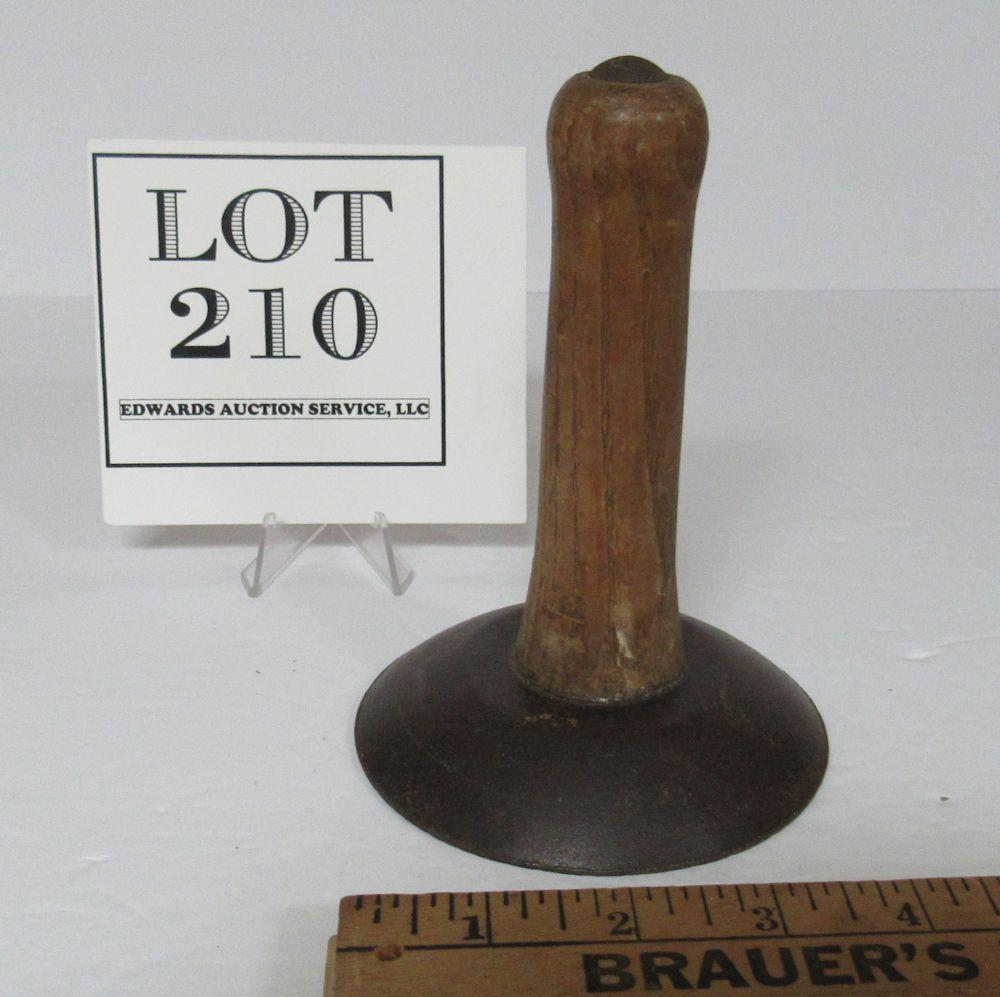 LOT
210
EDWARDS AUCTION SERVICE, LLC
1 2 3 4
BRAUER'S